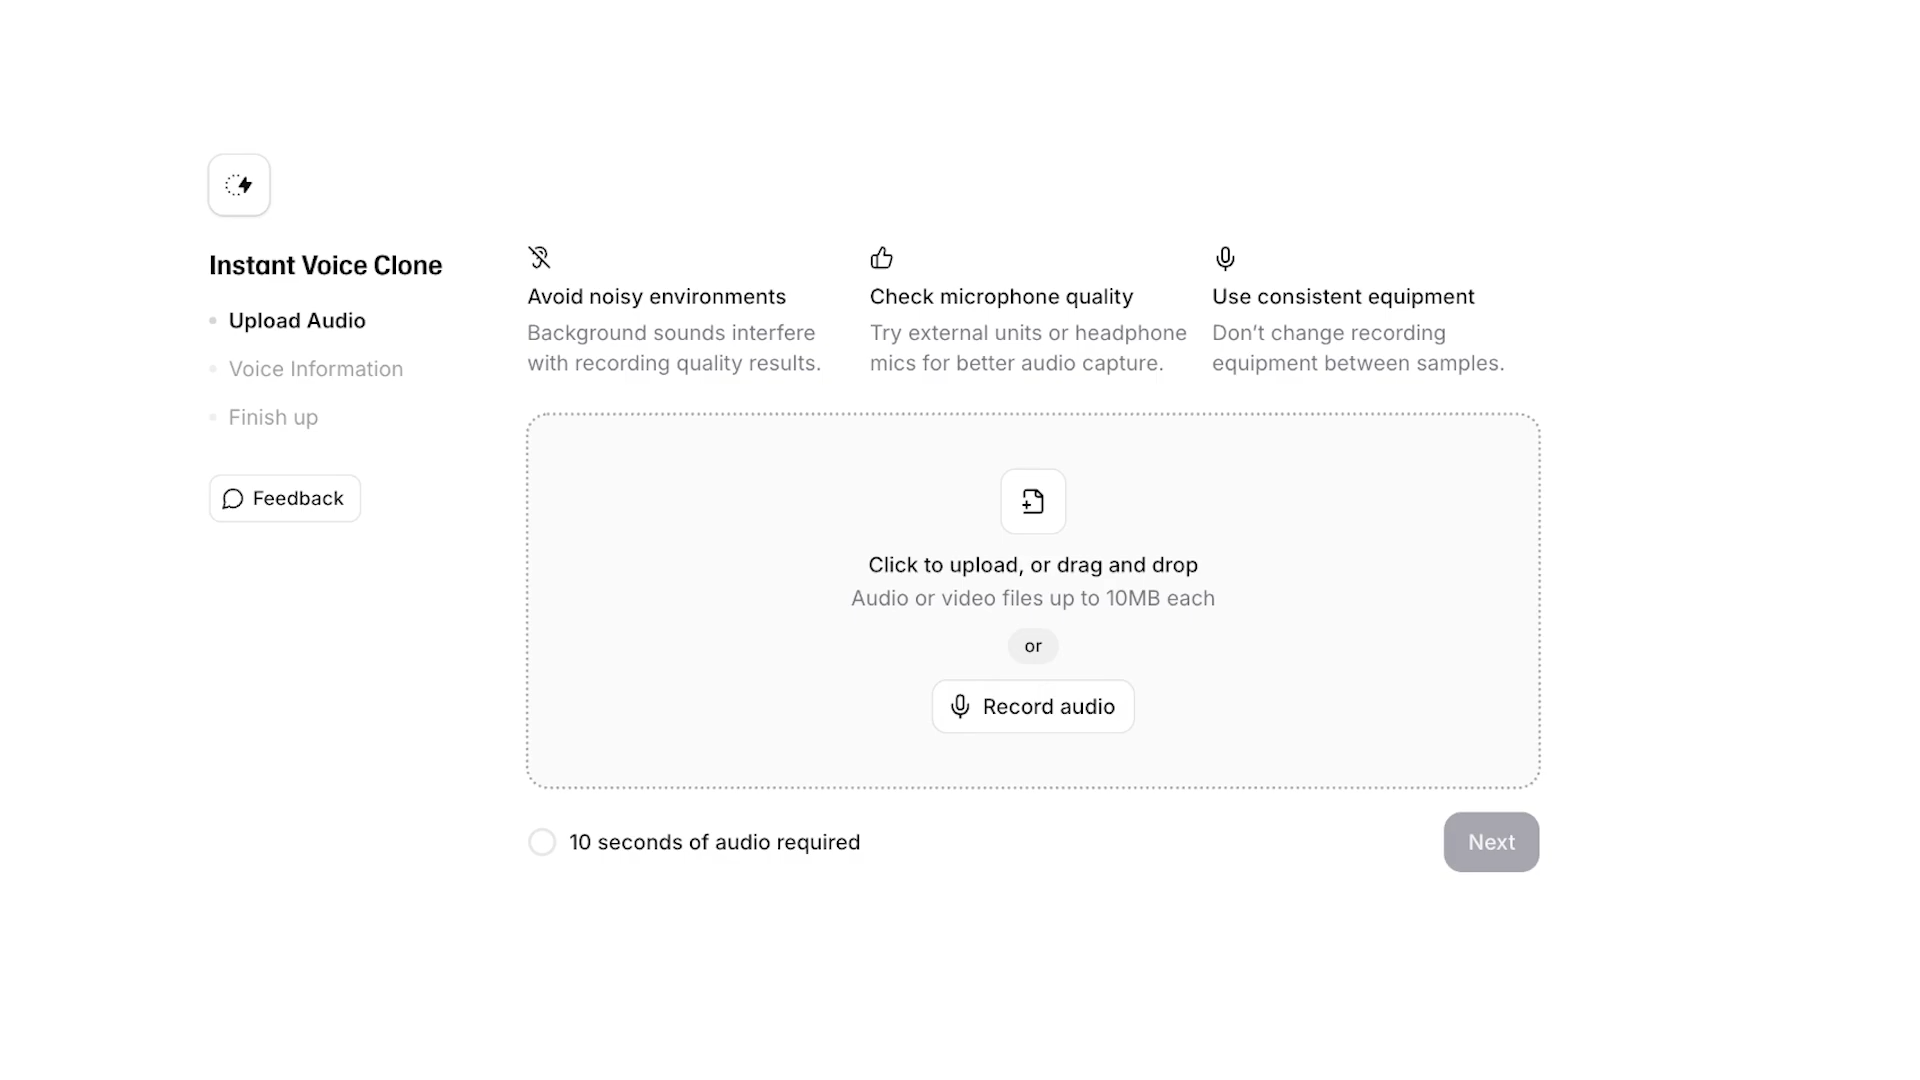 Instant Voice Clone
Upload Audio
Voice Information
Finish up
Feedback
Avoid noisy environments
Background sounds interfere
with recording quality results.
Check microphone quality
Try external units or headphone
mics for better audio capture.
Use consistent equipment
Don’t change recording
equipment between samples.
Click to upload, or drag and drop
Audio or video files up to 10MB each
or
Record audio
10 seconds of audio required
Next